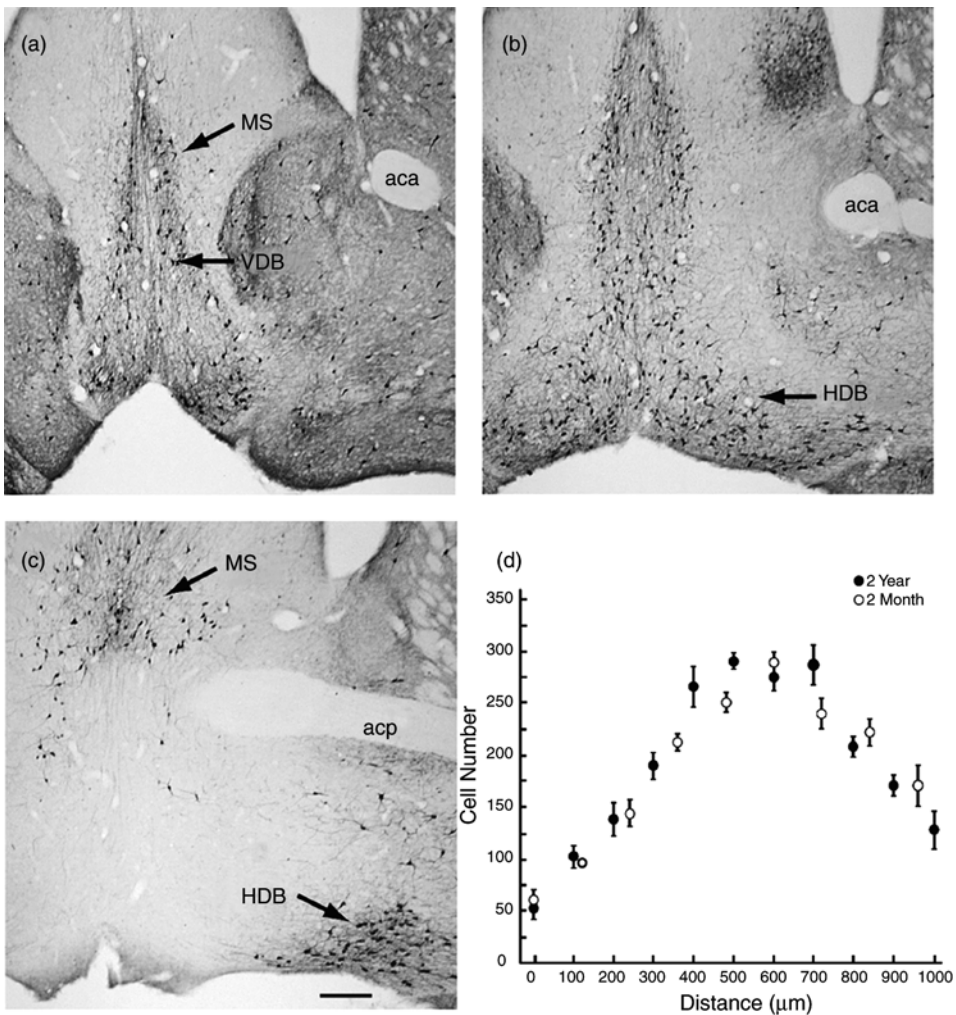 (a)
MS
aca
VDB
(b)
aca
HDB
(c)
MS
acp
HDB
(d)
2 Year
2 Month
350
300
250
200
150
100
50
0
Cell Number
0 100 200 300 400 500 600 700 800 900 1000
Distance (µm)